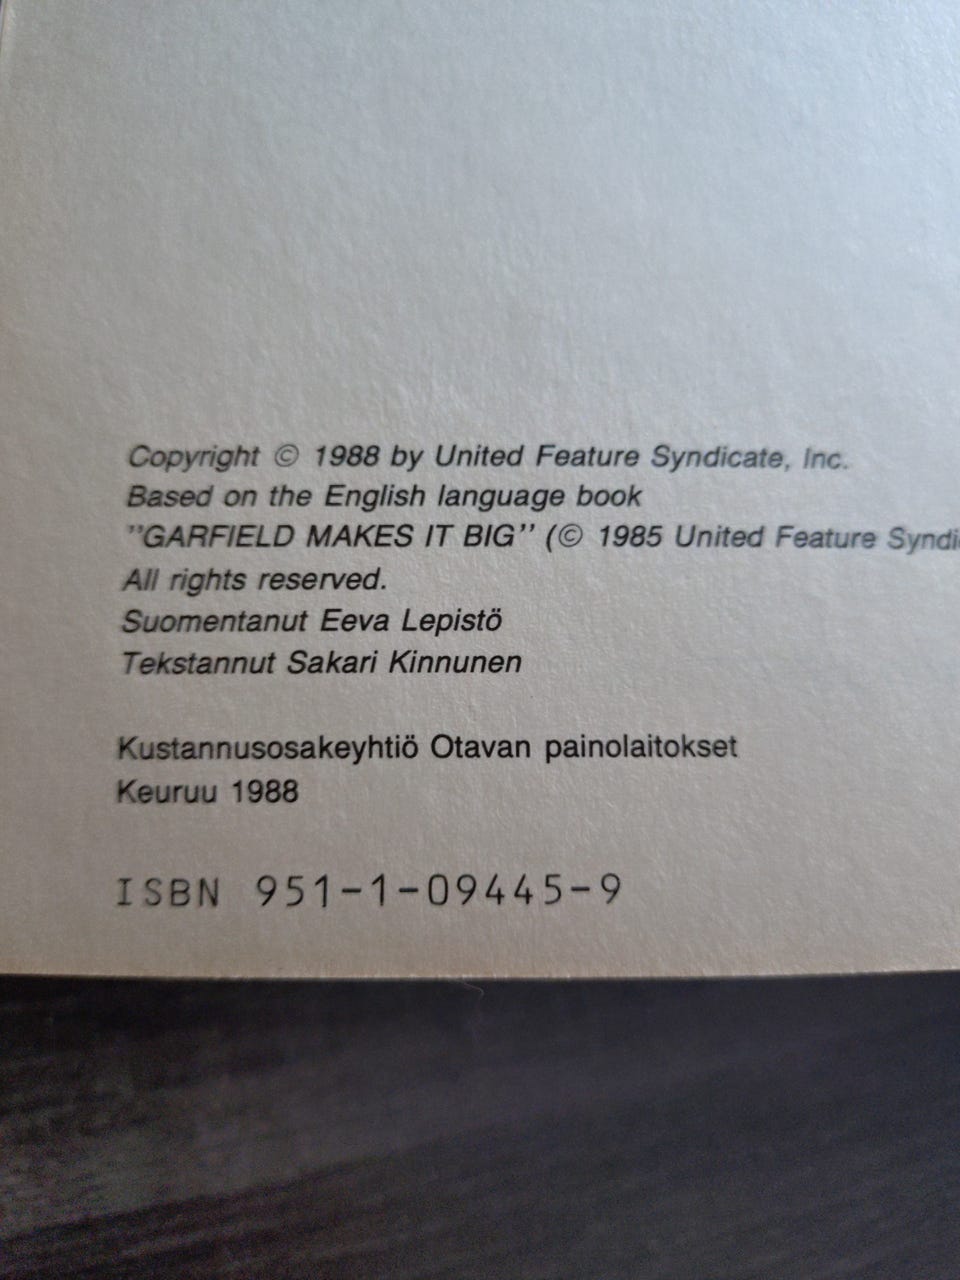 Copyright © 1988 by United Feature Syndicate, Inc.
Based on the English language book
"GARFIELD MAKES IT BIG" (© 1985 United Feature
All rights reserved.
Suomentanut Eeva Lepistö
Tekstannut Sakari Kinnunen
Kustannusosakeyhtiö Otavan painolaitokset
Keuruu 1988
ISBN 951-1-09445-9